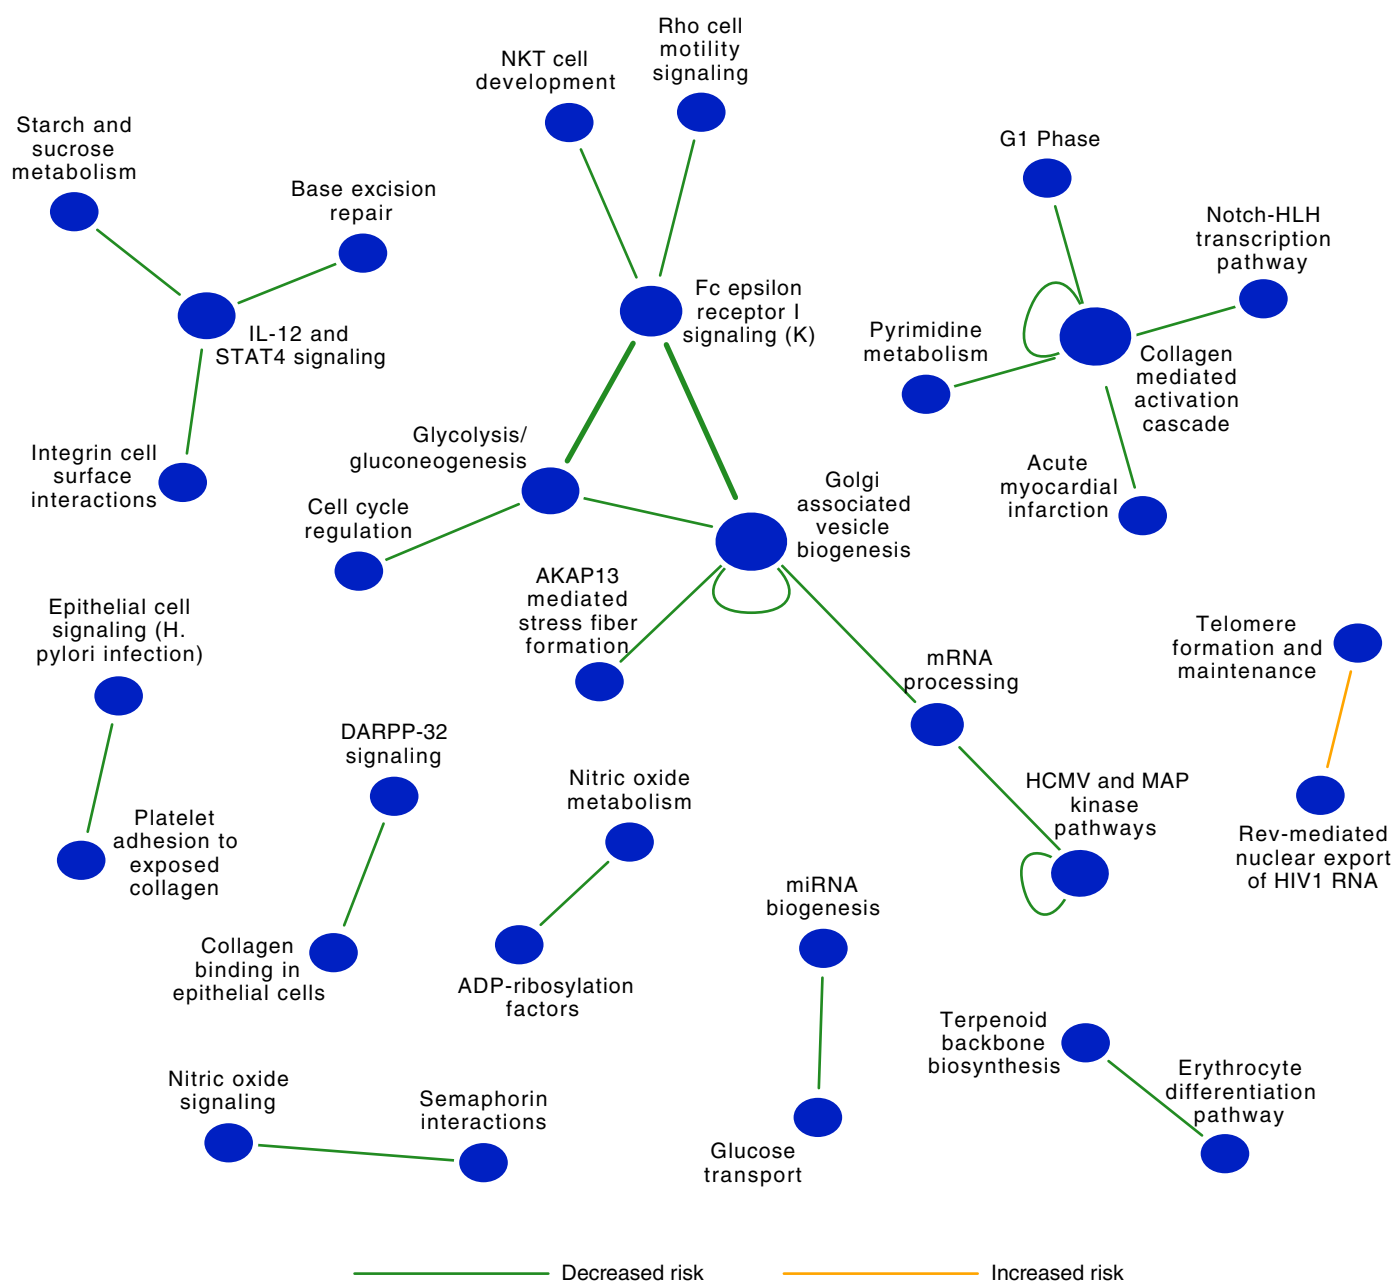 Rho cell
motility
signaling
NKT cell
development
Starch and
sucrose
metabolism
G1 Phase
Base excision
repair
Notch-HLH
transcription
pathway
Fc epsilon
receptor I
signaling (K)
IL-12 and
STAT4 signaling
Pyrimidine
metabolism
Collagen
mediated
activation
cascade
Glycolysis/
gluconeogenesis
Integrin cell
surface
interactions
Acute
myocardial
infarction
Golgi
associated
vesicle
biogenesis
Cell cycle
regulation
AKAP13
mediated
stress fiber
formation
Epithelial cell
signaling (H.
pylori infection)
Telomere
formation and
maintenance
mRNA
processing
DARPP-32
signaling
Nitric oxide
metabolism
HCMV and MAP
kinase
pathways
Platelet
adhesion to
exposed
collagen
Rev-mediated
nuclear export
of HIV1 RNA
miRNA
biogenesis
Collagen
binding in
epithelial cells
ADP-ribosylation
factors
Terpenoid
backbone
biosynthesis
Erythrocyte
differentiation
pathway
Nitric oxide
signaling
Semaphorin
interactions
Glucose
transport
Decreased risk
Increased risk